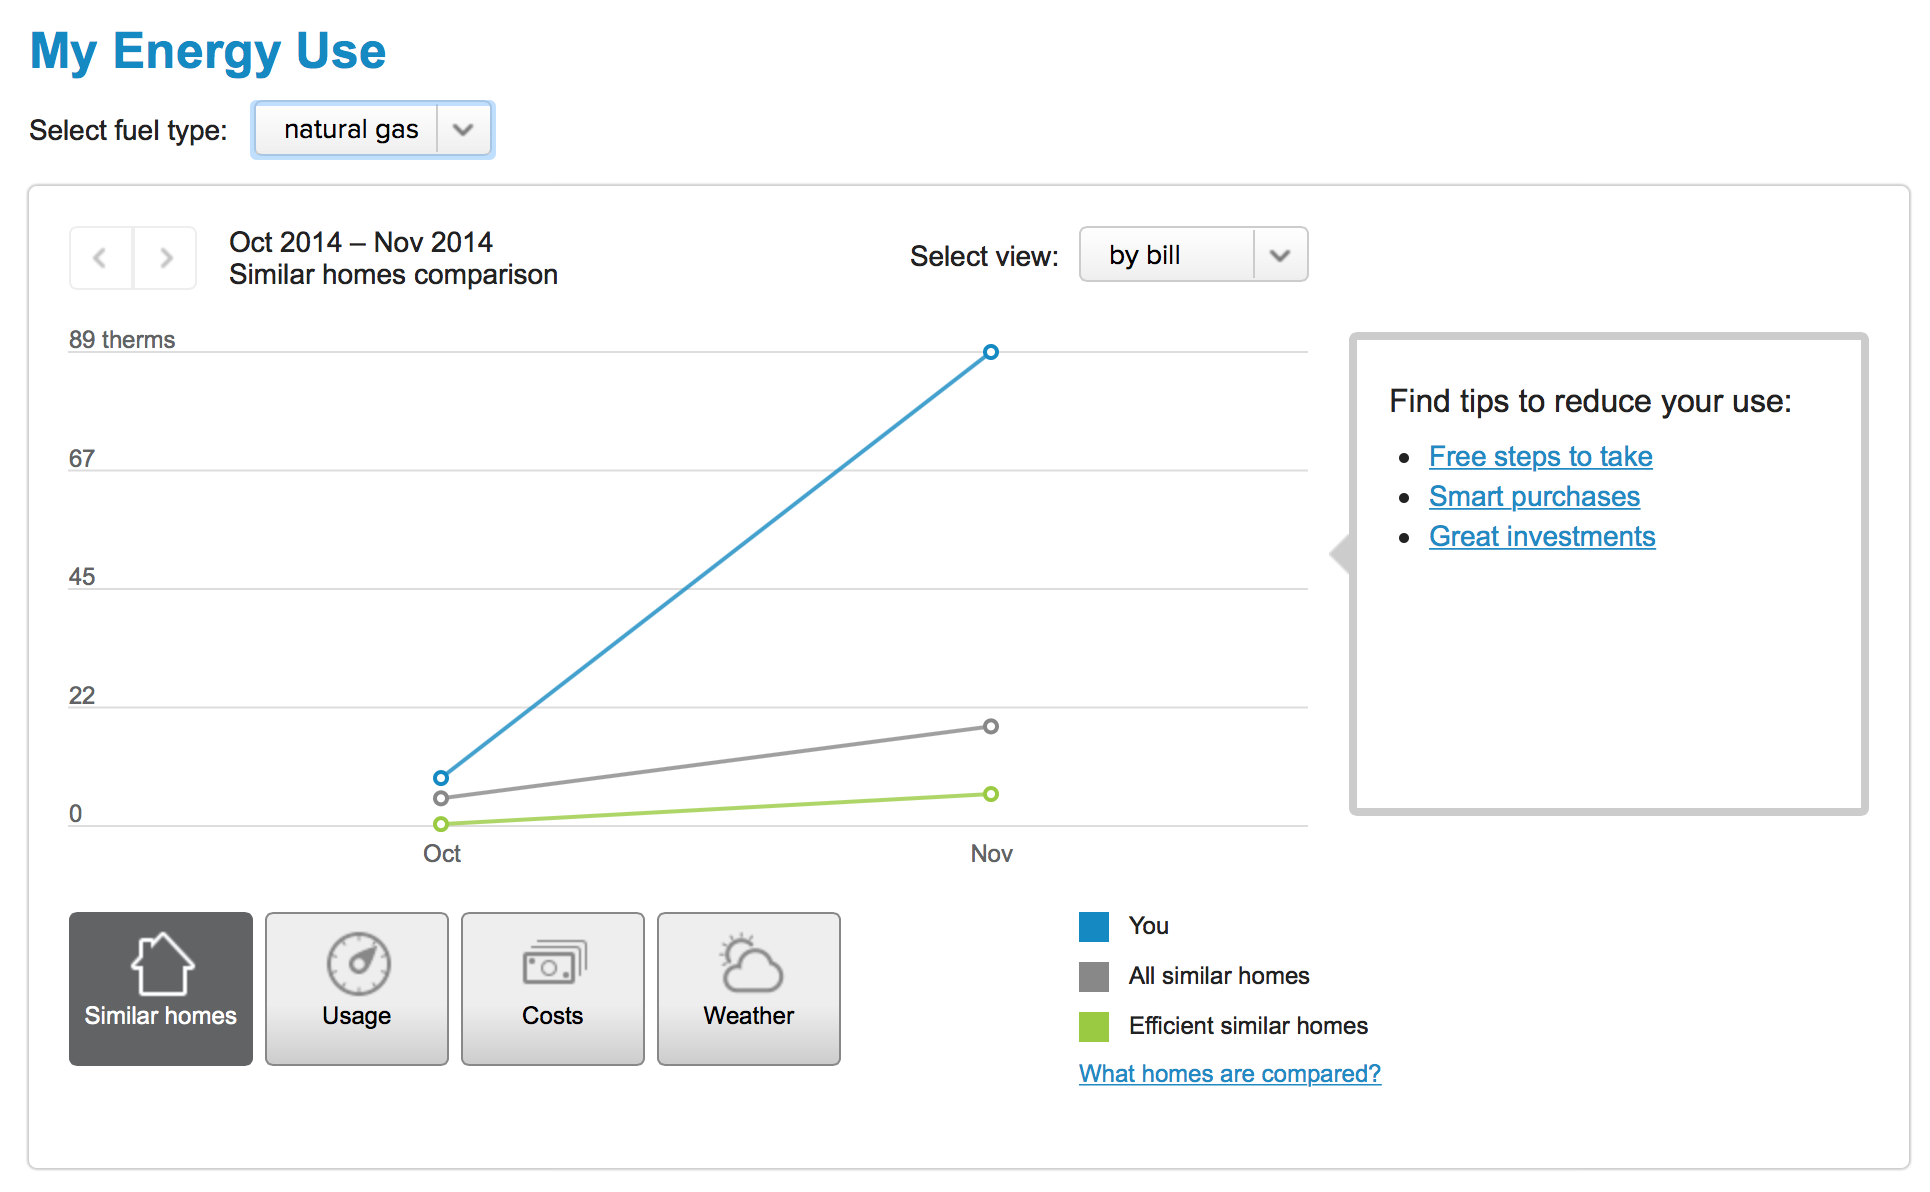 My Energy Use
Select fuel type: natural gas
Oct 2014 – Nov 2014
Similar homes comparison
Select view: by bill
89 therms
67
45
22
0
Oct Nov
Find tips to reduce your use:
Free steps to take
Smart purchases
Great investments
Similar homes Usage Costs Weather
You
All similar homes
Efficient similar homes
What homes are compared?